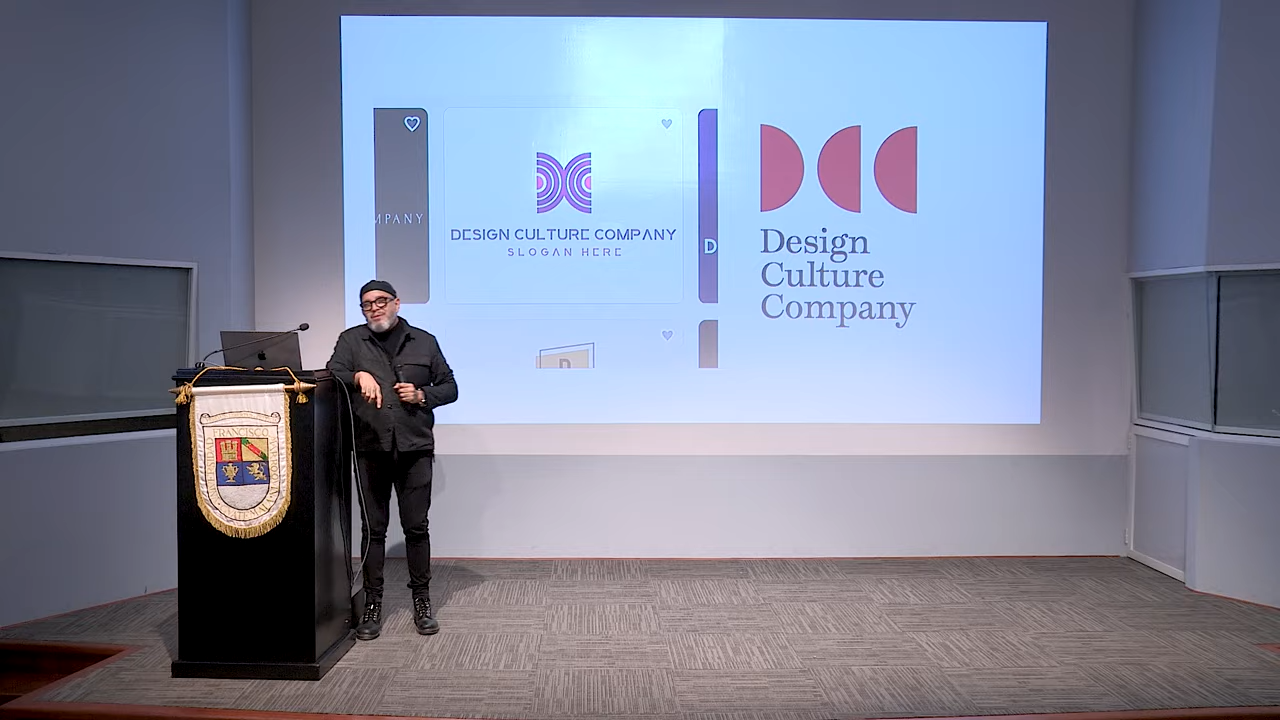 MPANY
DESIGN CULTURE COMPANY
SLOGAN HERE
D
D
Design
Culture
Company
FRANCISCO